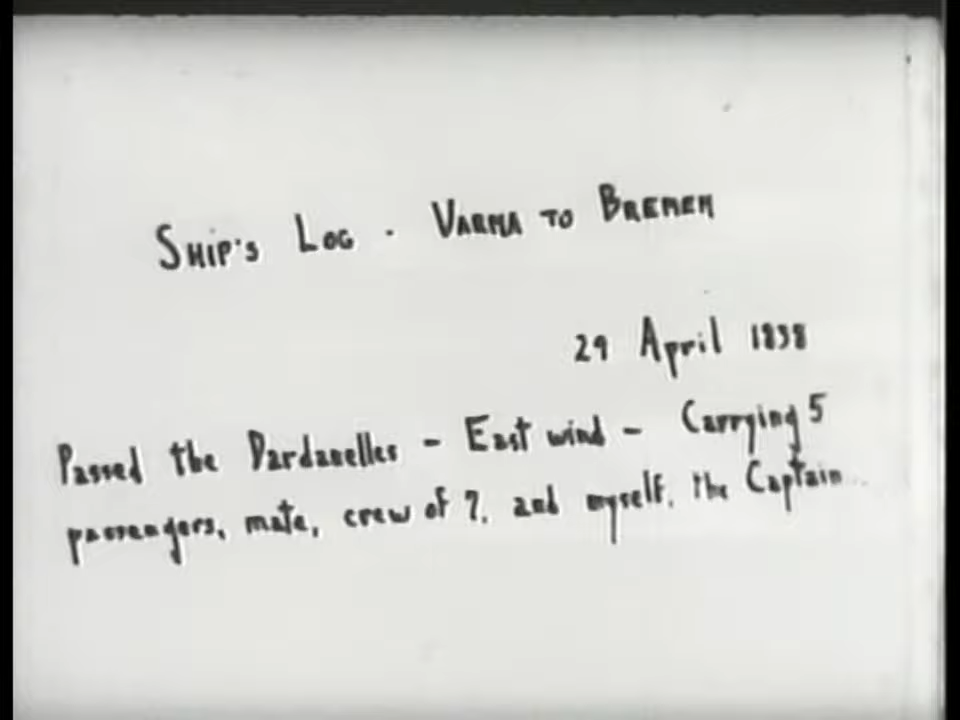 Ship's Log - Varna to Bremen
29 April 1838
Passed the Dardanelles - East wind - Carrying 5
passengers, mate, crew of 7, and myself, the Captain...